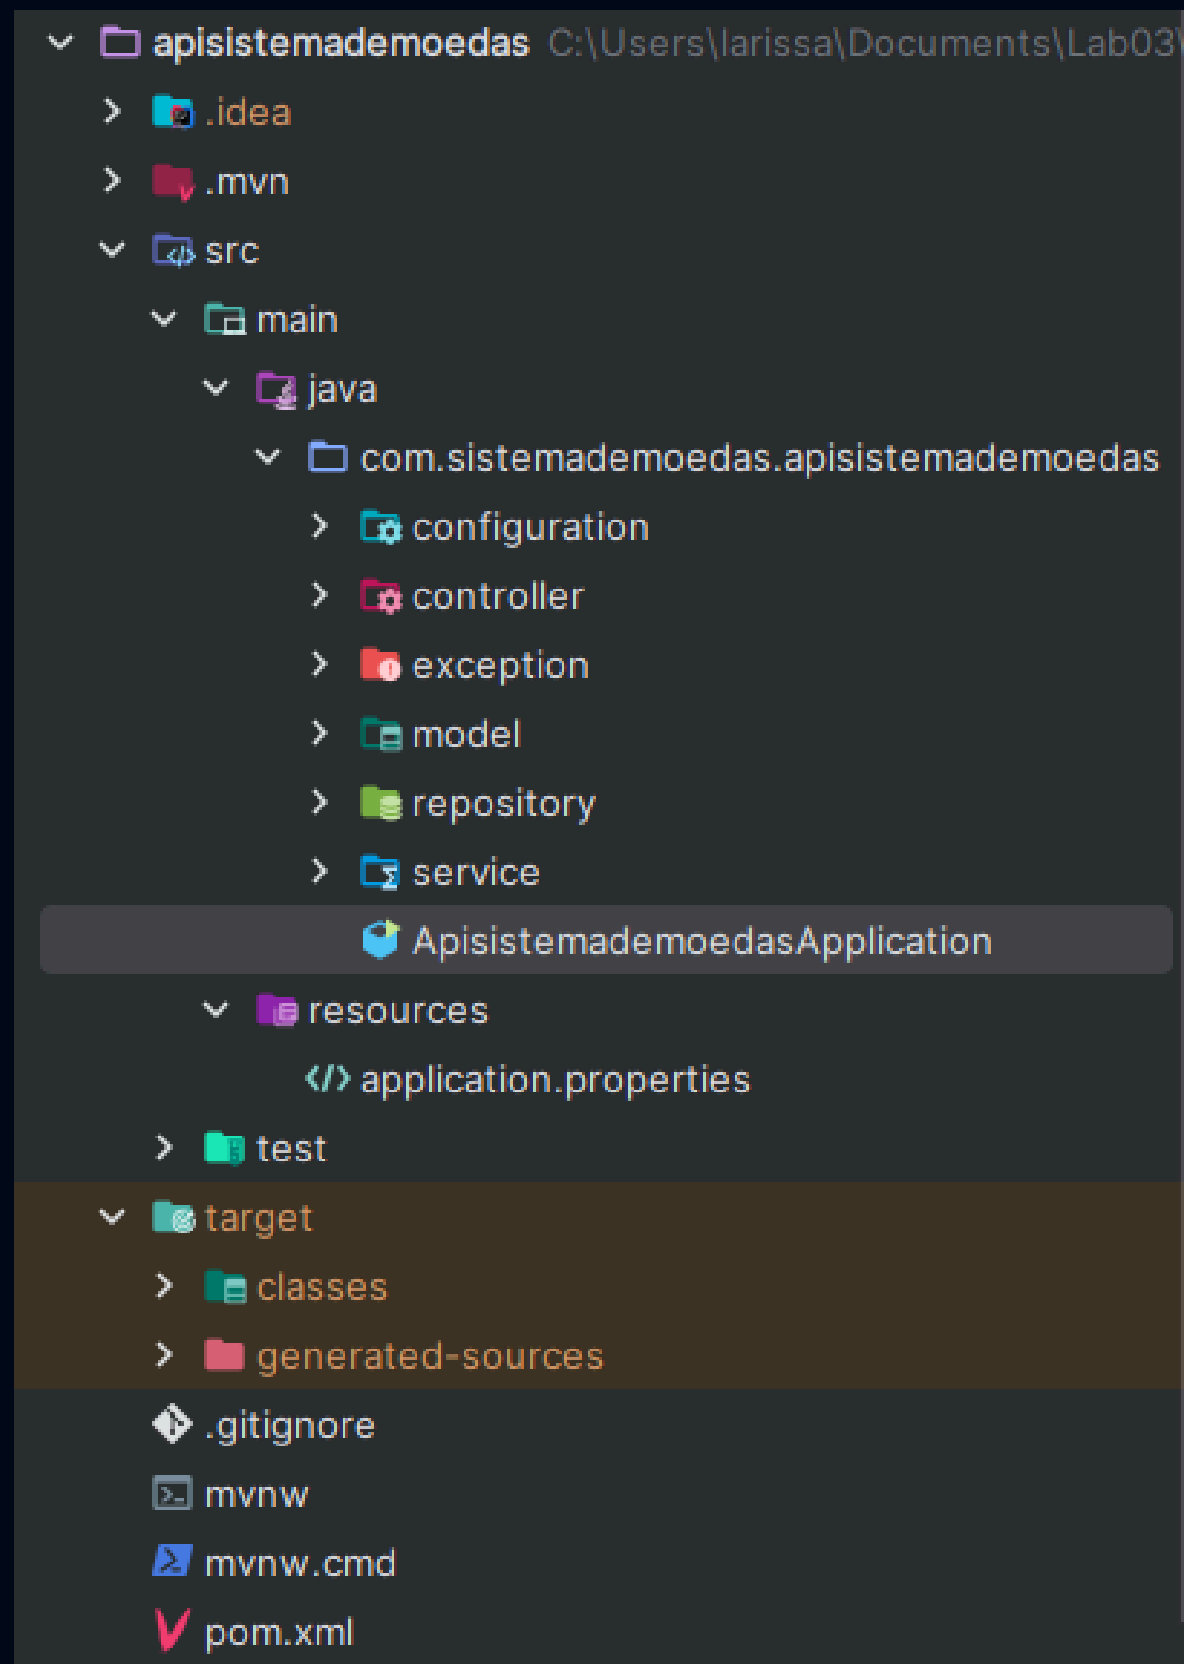 apisistemademoedas C:\Users\larissa\Documents\Lab03\
.idea
.mvn
src
main
java
com.sistemademoedas.apisistemademoedas
configuration
controller
exception
model
repository
service
ApisistemademoedasApplication
resources
application.properties
test
target
classes
generated-sources
.gitignore
mvnw
mvnw.cmd
pom.xml